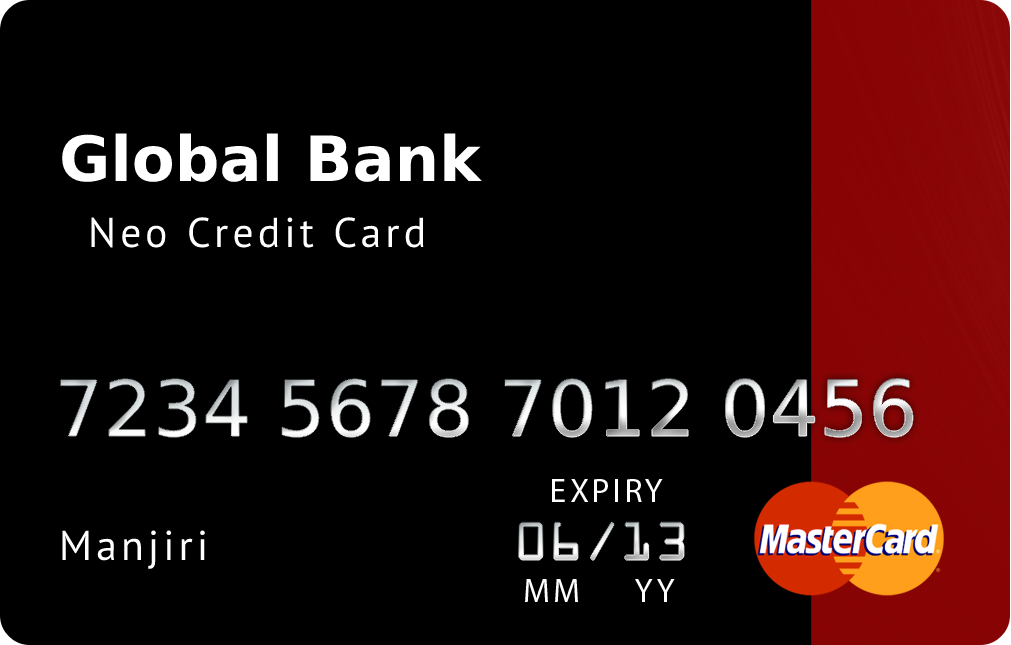 Global Bank
Neo Credit Card
7234 5678 7012 0456
EXPIRY
06/13
MM YY
Manjiri
MasterCard